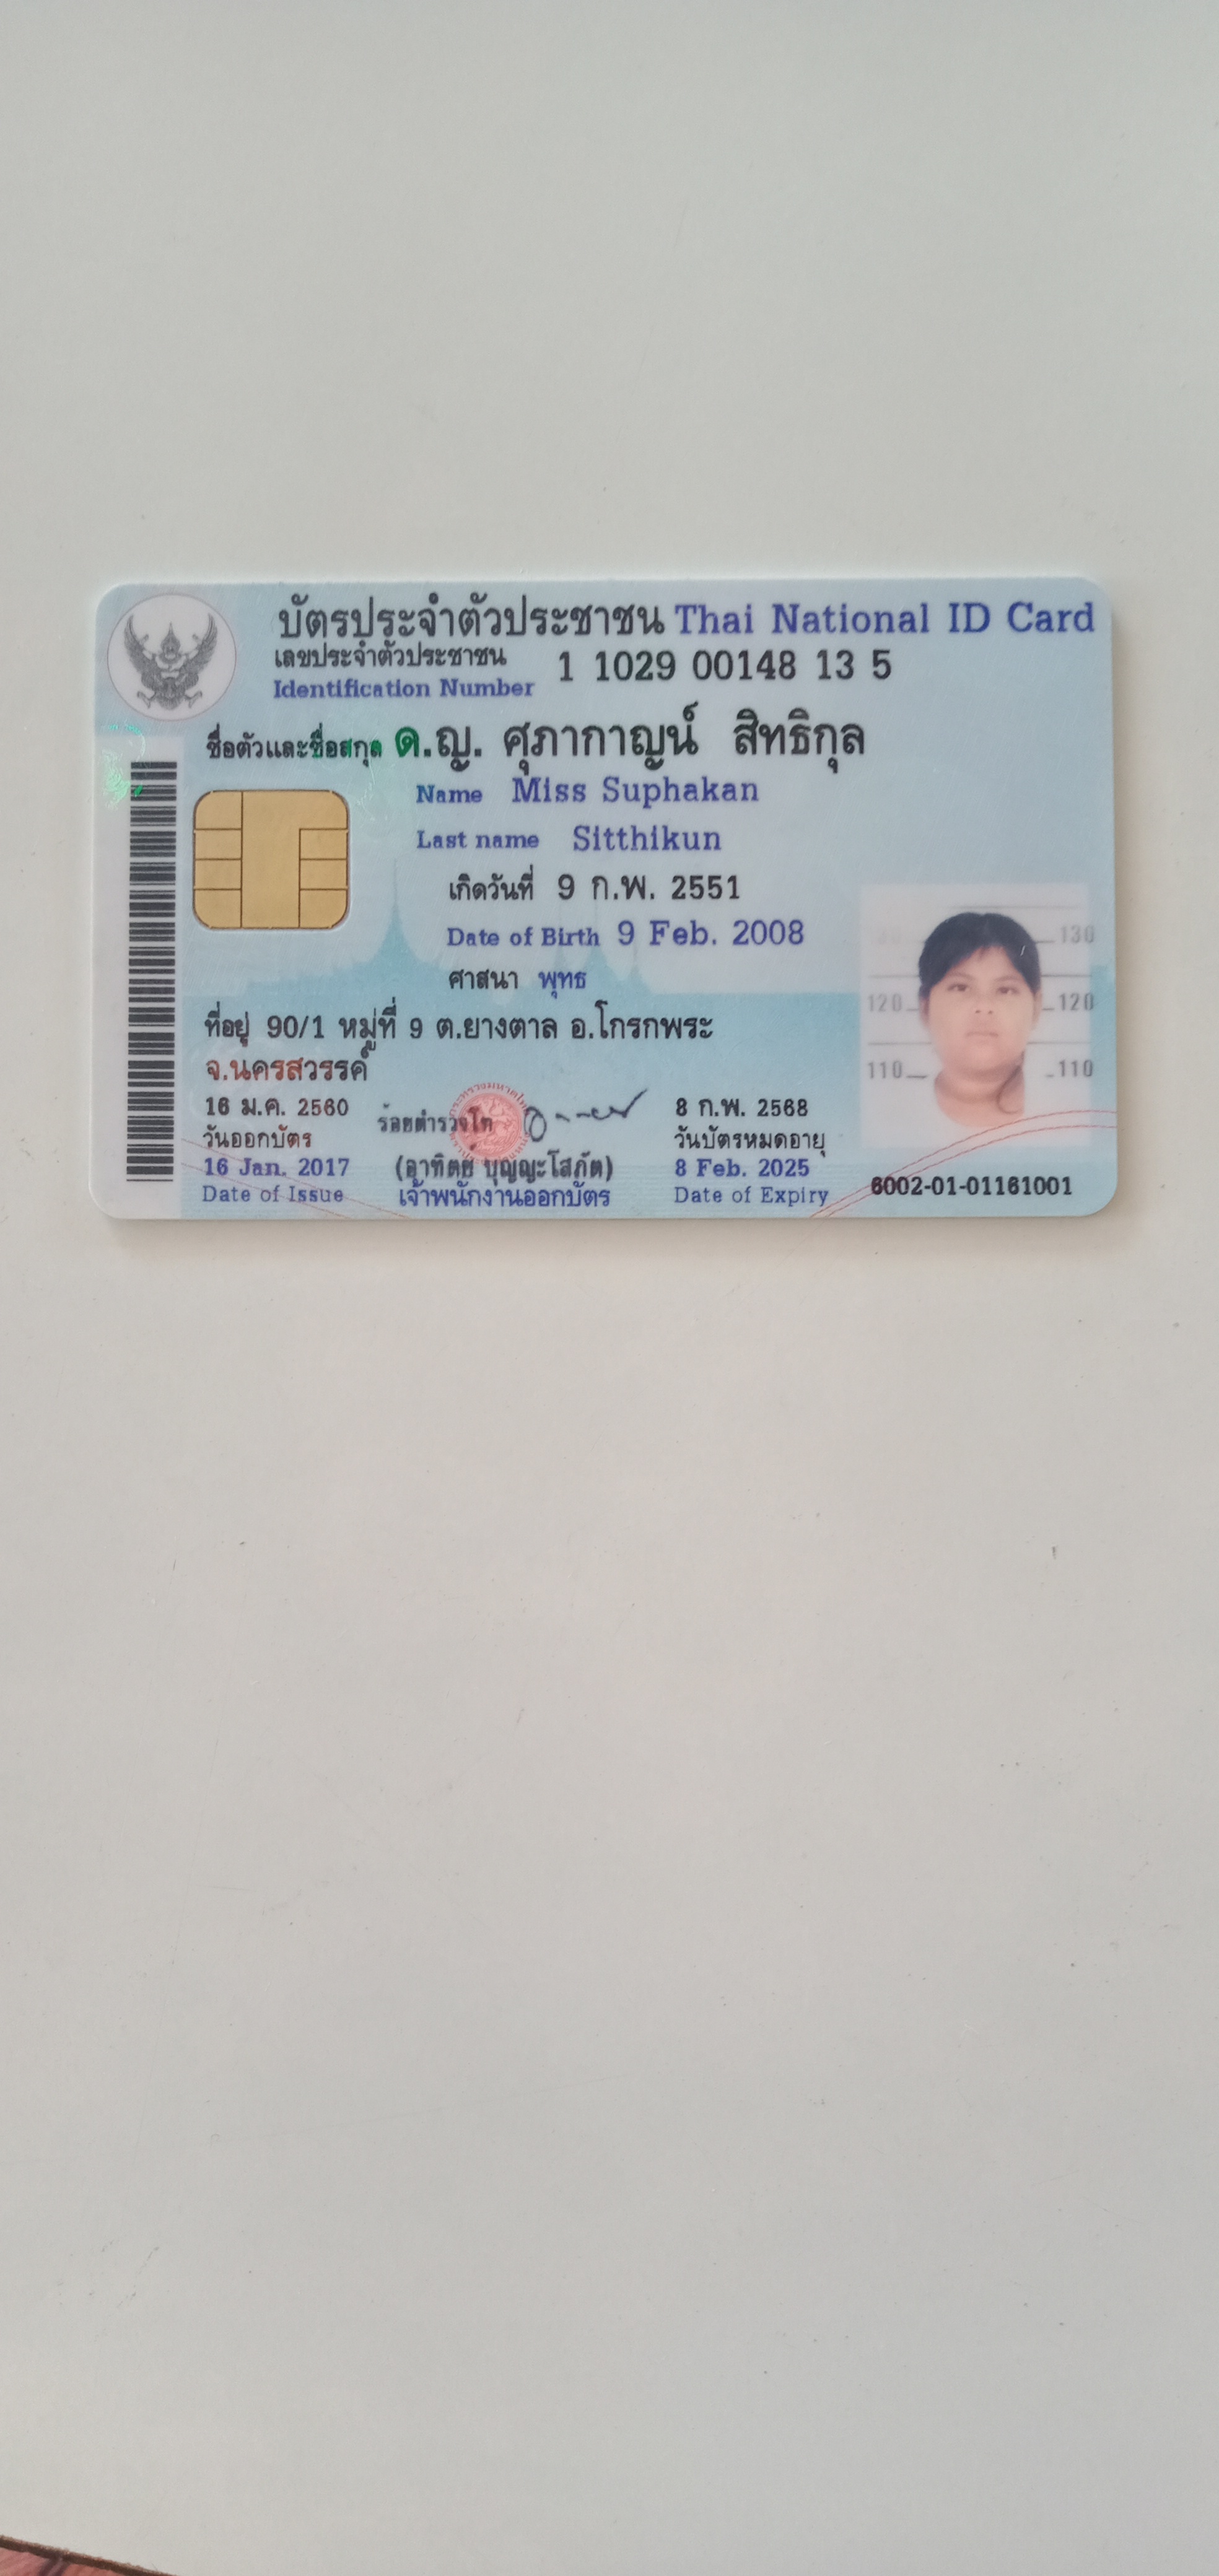 บัตรประจำตัวประชาชน Thai National ID Card
เลขประจำตัวประชาชน 1 1029 00148 13 5
Identification Number
ชื่อตัวและชื่อสกุล ด.ญ. ศุภากาญน์ สิทธิกุล
Name Miss Suphakan
Last name Sitthikun
เกิดวันที่ 9 ก.พ. 2551
Date of Birth 9 Feb. 2008
ศาสนา พุทธ
ที่อยู่ 90/1 หมู่ที่ 9 ต.ยางตาล อ.โกรกพระ
จ.นครสวรรค์
130
120 120
110 110
16 ม.ค. 2560
วันออกบัตร
16 Jan. 2017
Date of Issue
ร้อยตำรวจโท
(อาทิตย์ บุญญะโสภัต)
เจ้าพนักงานออกบัตร
8 ก.พ. 2568
วันบัตรหมดอายุ
8 Feb. 2025
Date of Expiry
6002-01-01161001